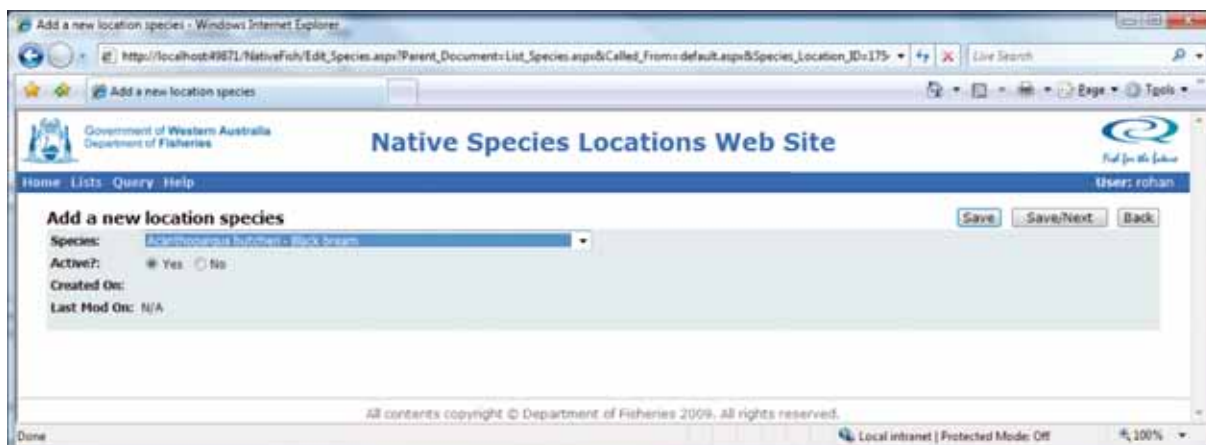 Add a new location species - Windows Internet Explorer
http://localhost:49871/NativeFish/Edit_Species.aspx?Parent_Document=List_Species.aspx&Called_From=default.aspx&Species_Location_ID=175
Live Search
Add a new location species
Page
Tools
Government of Western Australia
Department of Fisheries
Native Species Locations Web Site
Fish for the future
Home Lists Query Help
User: rohan
Add a new location species
Save Save/Next Back
Species: Acanthopagrus butcheri - Black bream
Active?: Yes No
Created On:
Last Mod On: N/A
All contents copyright © Department of Fisheries 2009. All rights reserved.
Done
Local intranet | Protected Mode: Off
100%